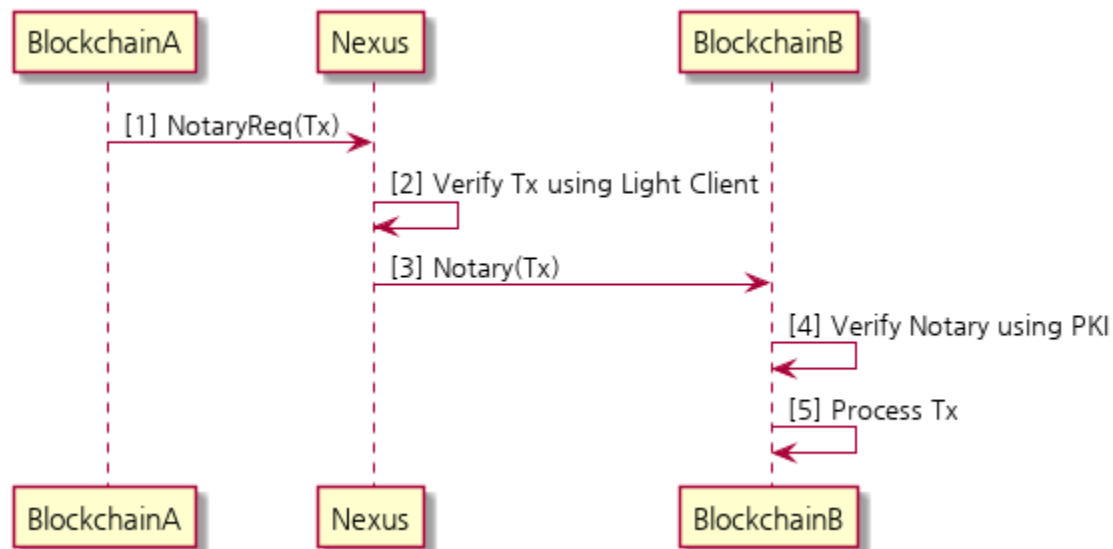 BlockchainA
Nexus
BlockchainB
[1] NotaryReq(Tx)
[2] Verify Tx using Light Client
[3] Notary(Tx)
[4] Verify Notary using PKI
[5] Process Tx
BlockchainA
Nexus
BlockchainB